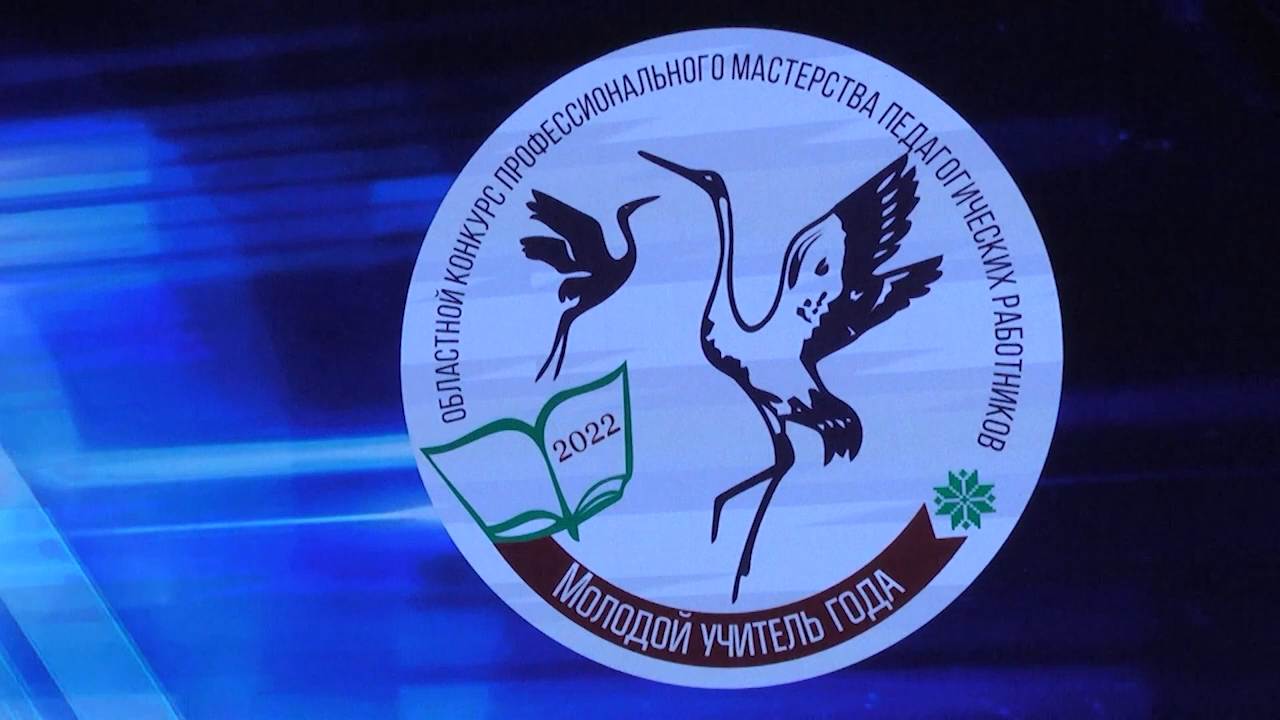 ОБЛАСТНОЙ КОНКУРС ПРОФЕССИОНАЛЬНОГО МАСТЕРСТВА ПЕДАГОГИЧЕСКИХ РАБОТНИКОВ
2022
МОЛОДОЙ УЧИТЕЛЬ ГОДА